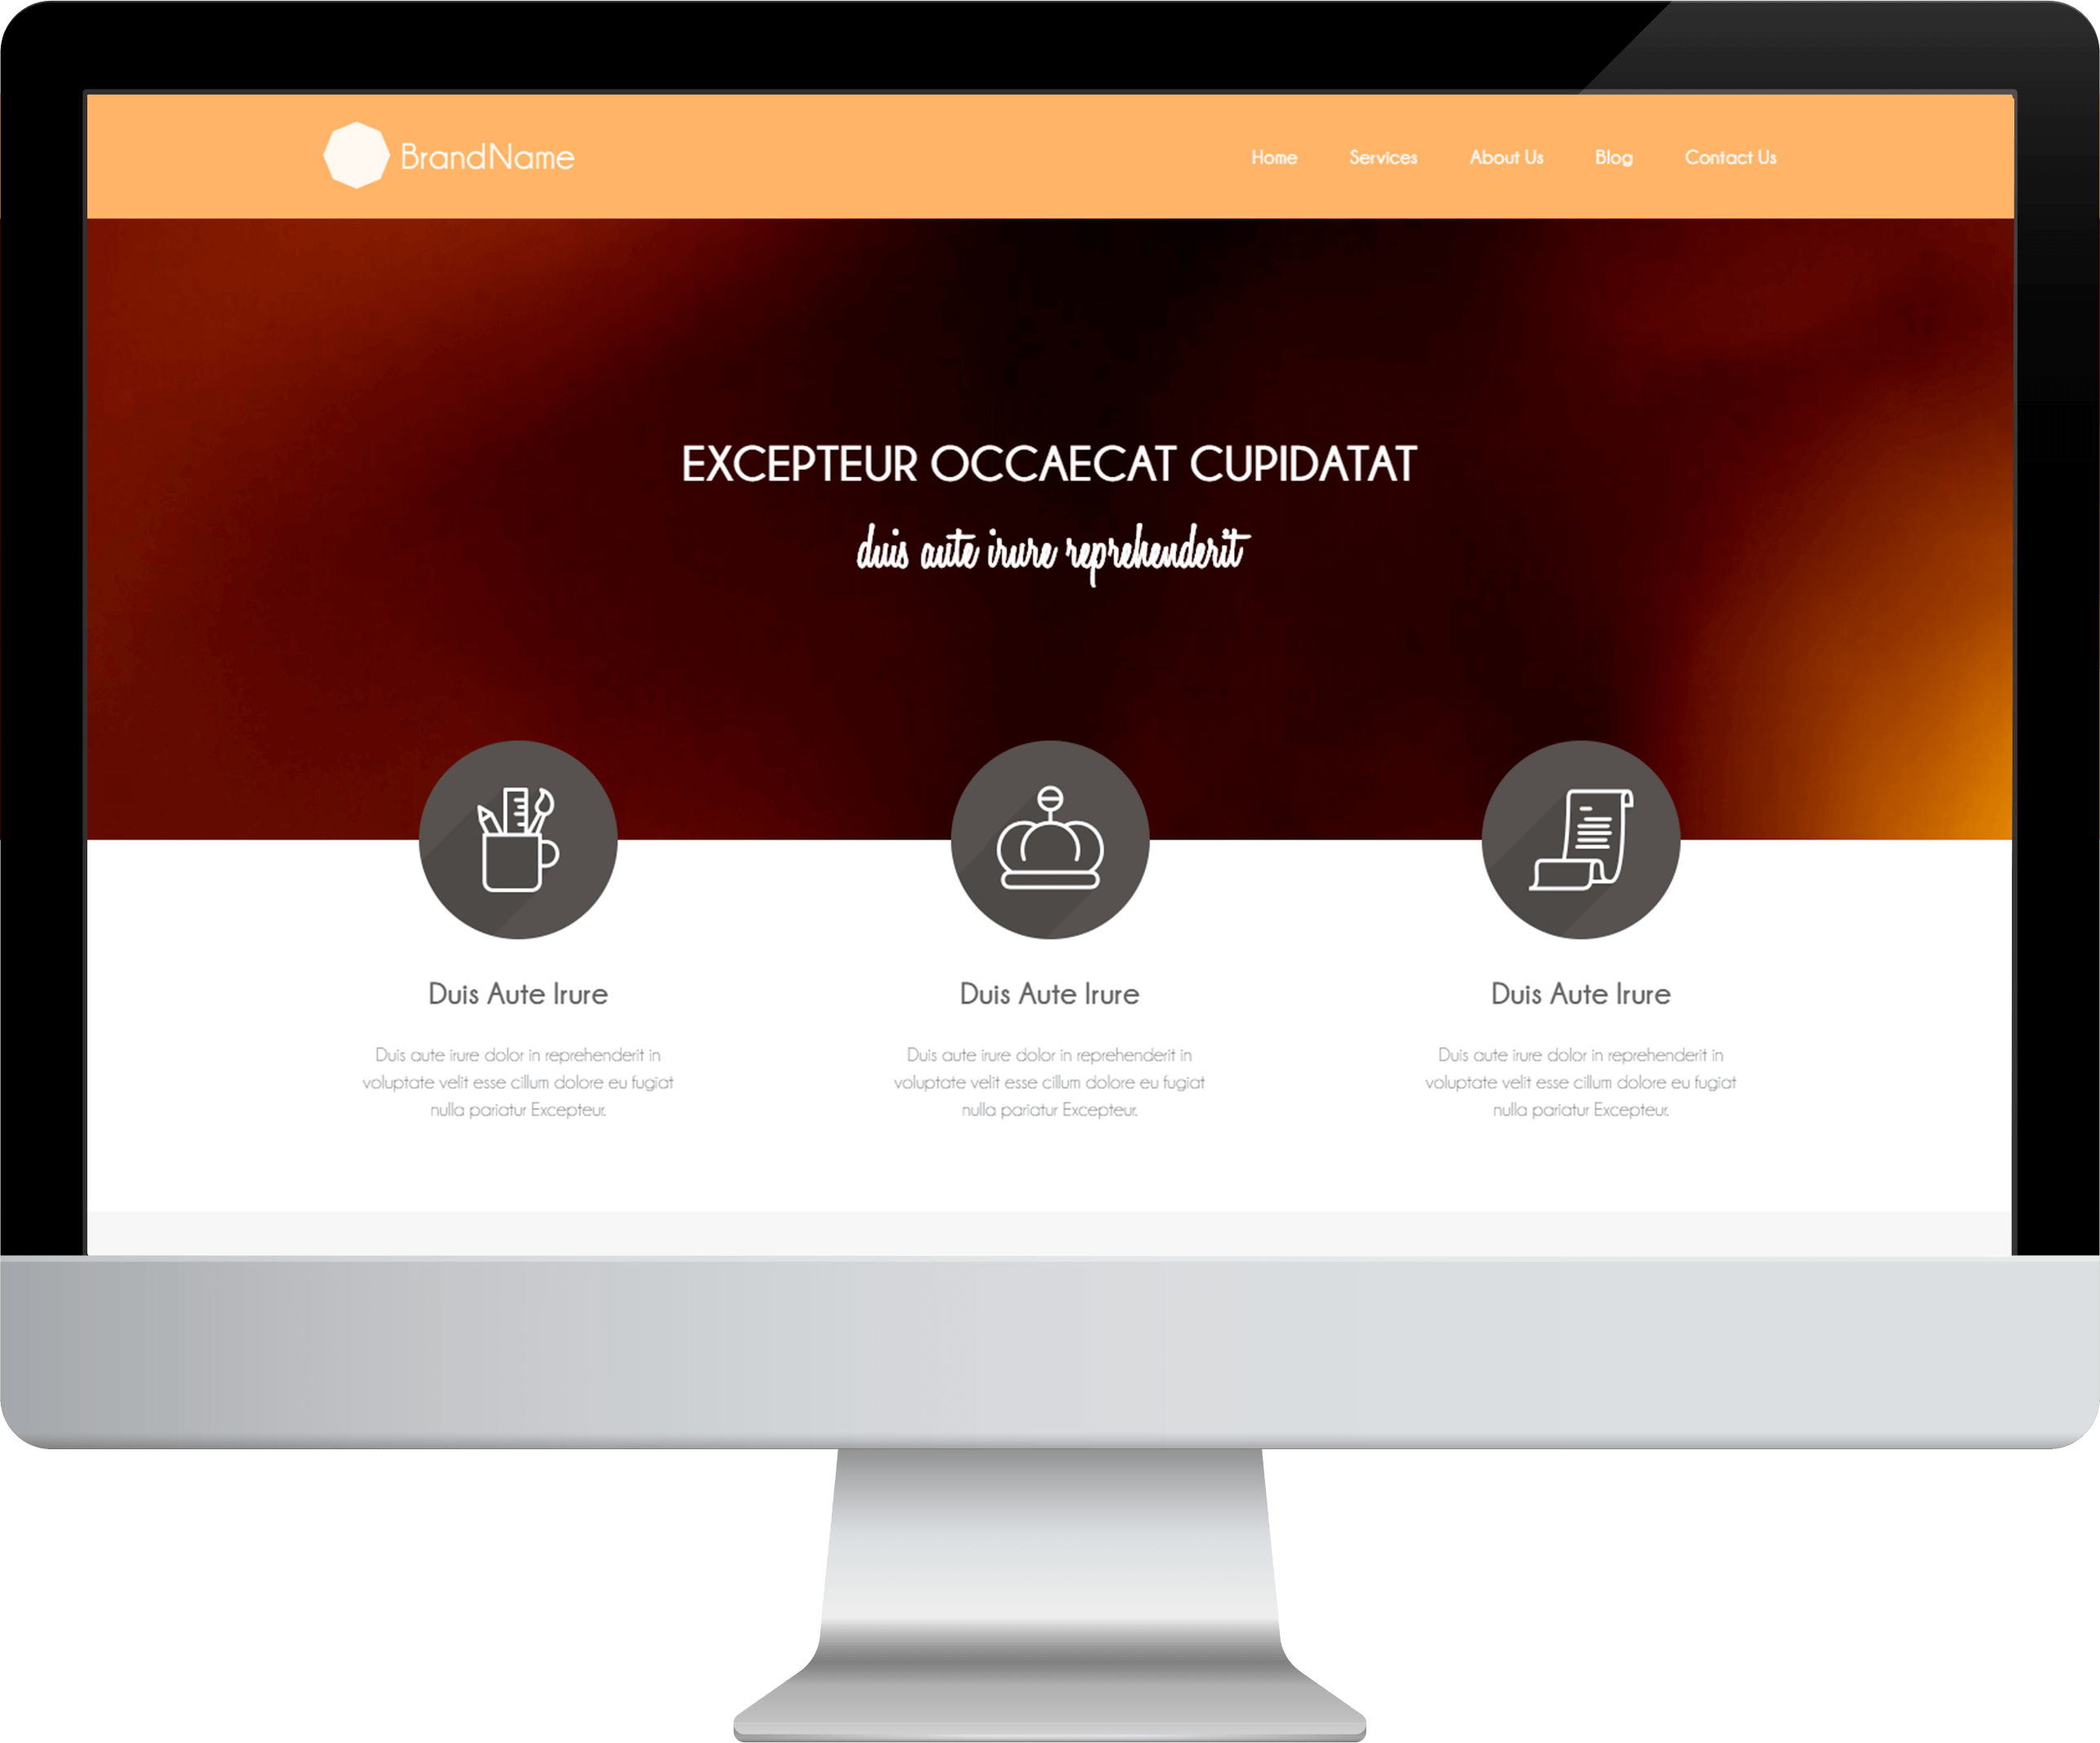 BrandName
Home Services About Us Blog Contact Us
EXCEPTEUR OCCAECAT CUPIDATAT
duis aute irure reprehenderit
Duis Aute Irure
Duis aute irure dolor in reprehenderit in
voluptate velit esse cillum dolore eu fugiat
nulla pariatur Excepteur.
Duis Aute Irure
Duis aute irure dolor in reprehenderit in
voluptate velit esse cillum dolore eu fugiat
nulla pariatur Excepteur.
Duis Aute Irure
Duis aute irure dolor in reprehenderit in
voluptate velit esse cillum dolore eu fugiat
nulla pariatur Excepteur.